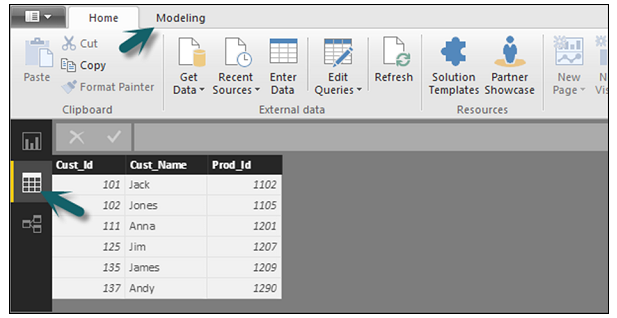 Home Modeling
Paste
Cut
Copy
Format Painter
Clipboard
Get Data
Recent Sources
Enter Data
Edit Queries
Refresh
External data
Solution Templates
Partner Showcase
Resources
New Page
Cust_Id Cust_Name Prod_Id
101 Jack 1102
102 Jones 1105
111 Anna 1201
125 Jim 1207
135 James 1209
137 Andy 1290